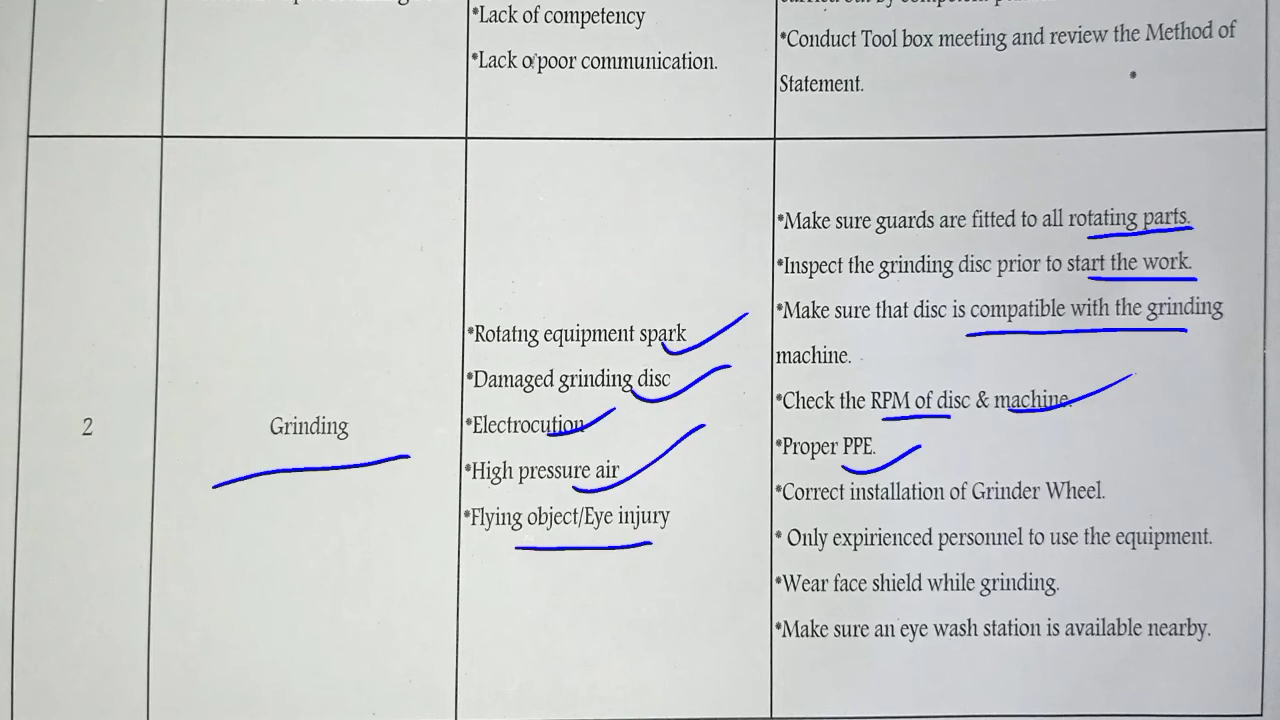 *Lack of competency
*Lack o poor communication.
*Conduct Tool box meeting and review the Method of
Statement.
2
Grinding
*Rotatng equipment spark
*Damaged grinding disc
*Electrocution
*High pressure air
*Flying object/Eye injury
*Make sure guards are fitted to all rotating parts.
*Inspect the grinding disc prior to start the work.
*Make sure that disc is compatible with the grinding
machine.
*Check the RPM of disc & machine.
*Proper PPE.
*Correct installation of Grinder Wheel.
* Only expirienced personnel to use the equipment.
*Wear face shield while grinding.
*Make sure an eye wash station is available nearby.